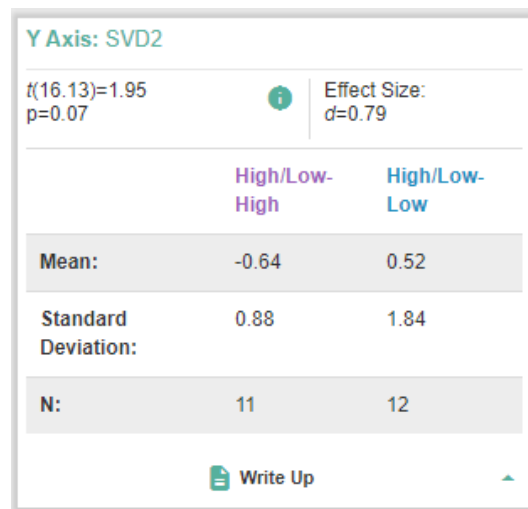 Y Axis: SVD2
t(16.13)=1.95
p=0.07
Effect Size:
d=0.79
High/Low-
High
High/Low-
Low
Mean: -0.64 0.52
Standard
Deviation: 0.88 1.84
N: 11 12
Write Up